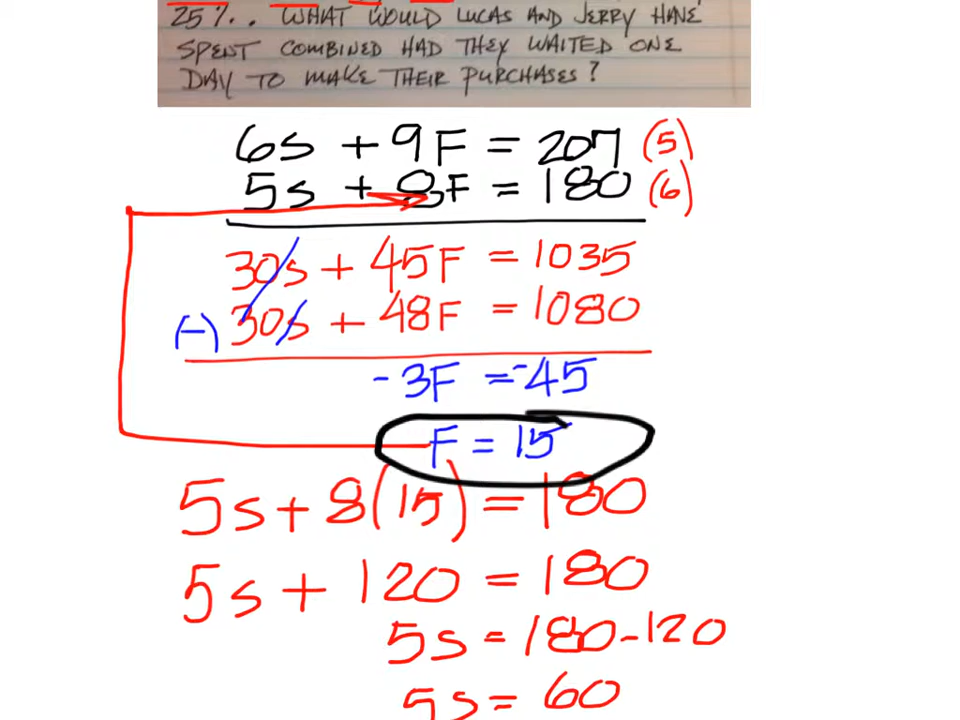 25%.. WHAT WOULD LUCAS AND JERRY HAVE
SPENT COMBINED HAD THEY WAITED ONE
DAY TO MAKE THEIR PURCHASES?
6s + 9F = 207 (5)
5s + 8F = 180 (6)
30s + 45F = 1035
(-) 30s + 48F = 1080
-3F = -45
F = 15
5s + 8(15) = 180
5s + 120 = 180
5s = 180-120
5s = 60